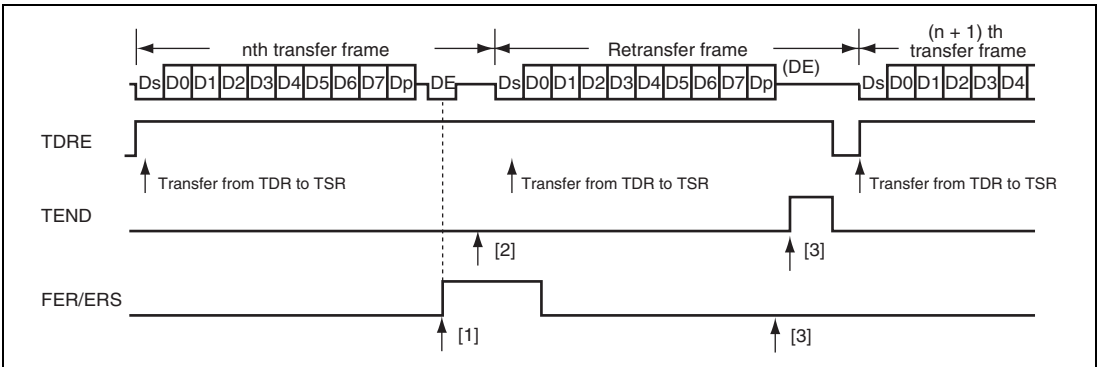 nth transfer frame
Retransfer frame
(n + 1) th
transfer frame
Ds D0 D1 D2 D3 D4 D5 D6 D7 Dp DE
Ds D0 D1 D2 D3 D4 D5 D6 D7 Dp (DE)
Ds D0 D1 D2 D3 D4
TDRE
Transfer from TDR to TSR
Transfer from TDR to TSR
Transfer from TDR to TSR
TEND
[2]
[3]
FER/ERS
[1]
[3]